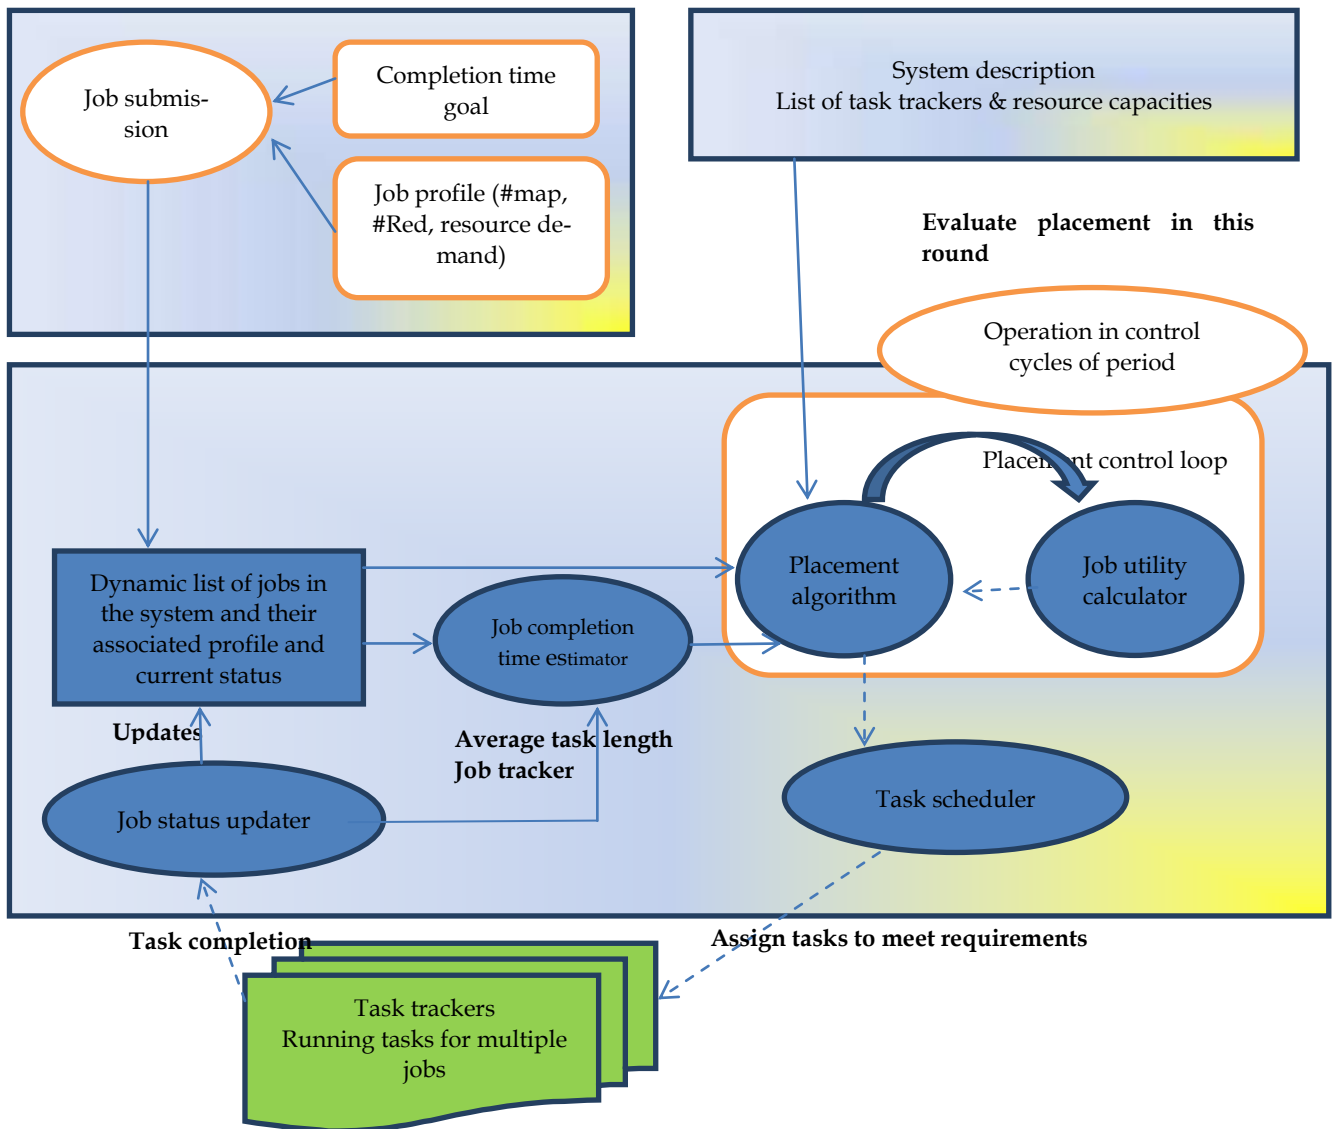 Job submis-
sion
Completion time
goal
Job profile (#map,
#Red, resource de-
mand)
System description
List of task trackers & resource capacities
Evaluate placement in this
round
Operation in control
cycles of period
Placement control loop
Placement
algorithm
Job utility
calculator
Dynamic list of jobs in
the system and their
associated profile and
current status
Job completion
time estimator
Updates
Average task length
Job tracker
Job status updater
Task scheduler
Task completion
Assign tasks to meet requirements
Task trackers
Running tasks for multiple
jobs